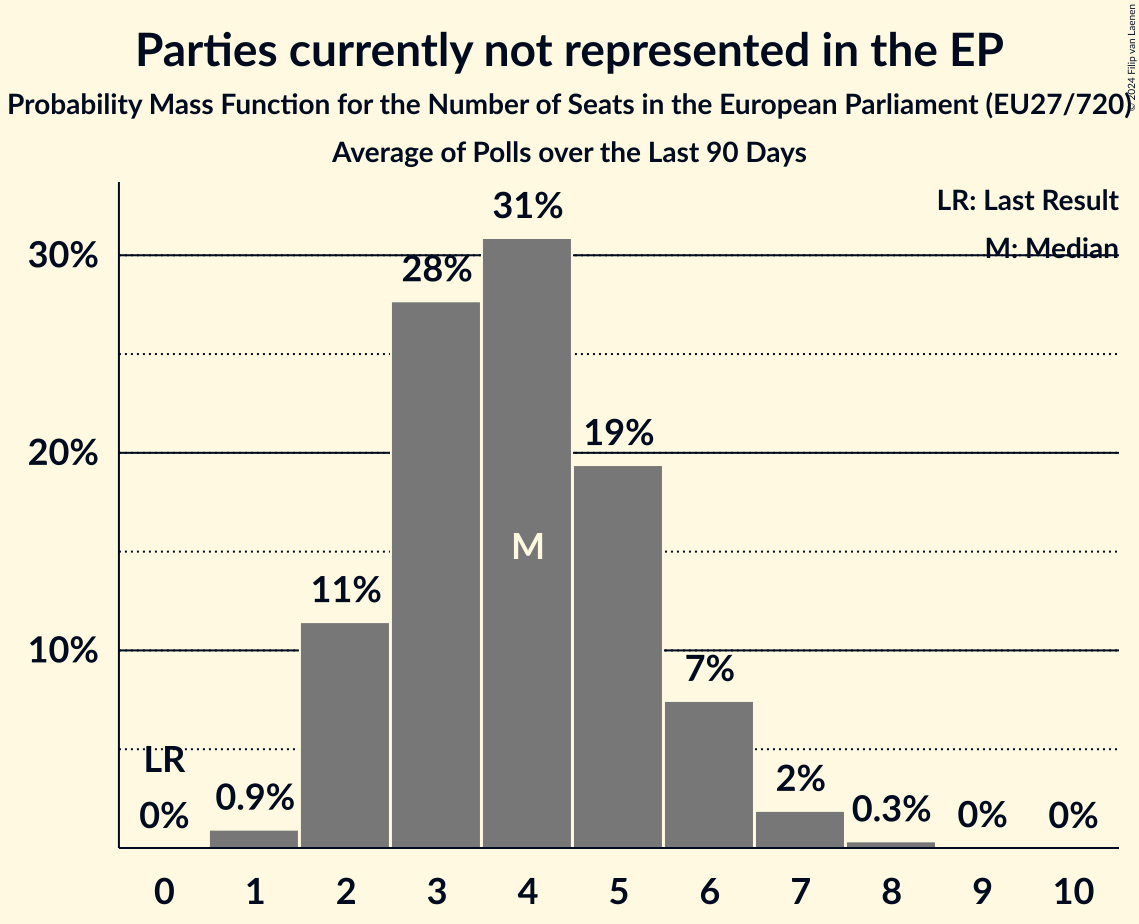 Parties currently not represented in the EP
Probability Mass Function for the Number of Seats in the European Parliament (EU27/720)
Average of Polls over the Last 90 Days
© 2024 Filip van Laenen
LR: Last Result
M: Median
30%
20%
10%
LR
0%
0.9%
11%
28%
31%
M
19%
7%
2%
0.3%
0%
0%
0 1 2 3 4 5 6 7 8 9 10